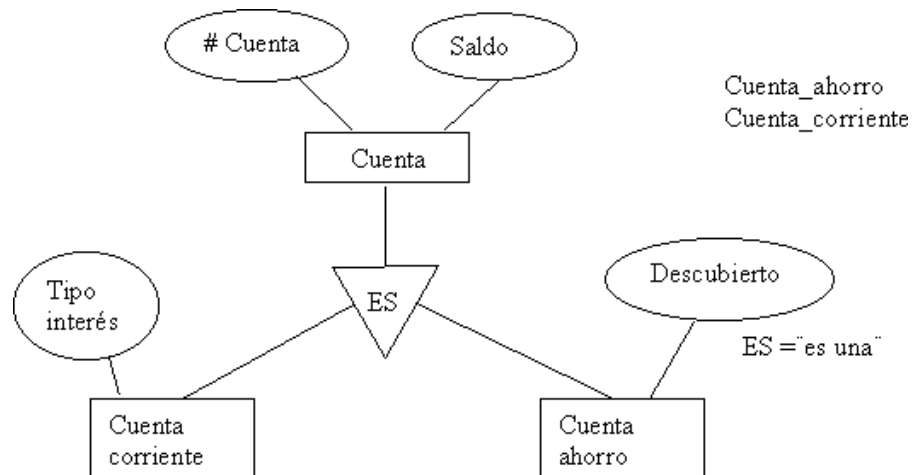 # Cuenta
Saldo
Cuenta_ahorro
Cuenta_corriente
Cuenta
Tipo
interés
ES
Descubierto
ES =¨es una¨
Cuenta
corriente
Cuenta
ahorro